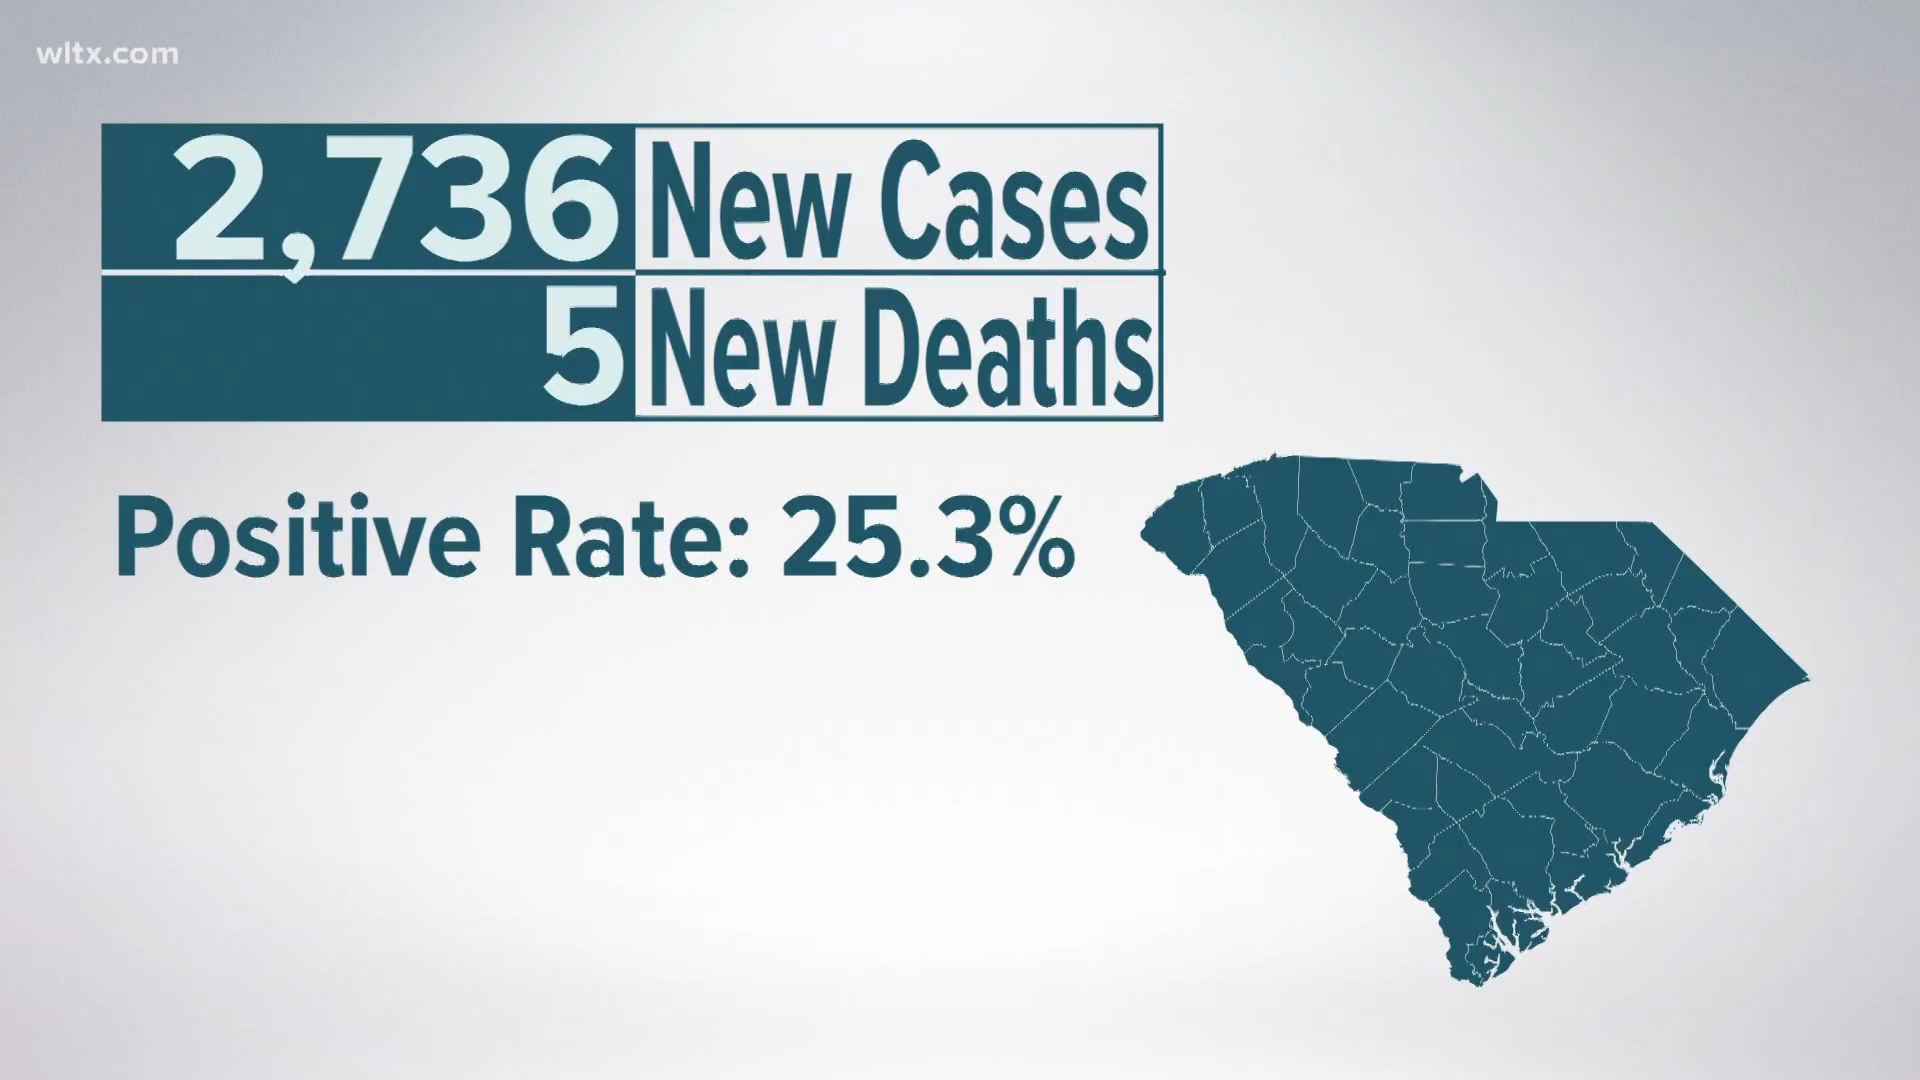 wltx.com
2,736 New Cases
5 New Deaths
Positive Rate: 25.3%